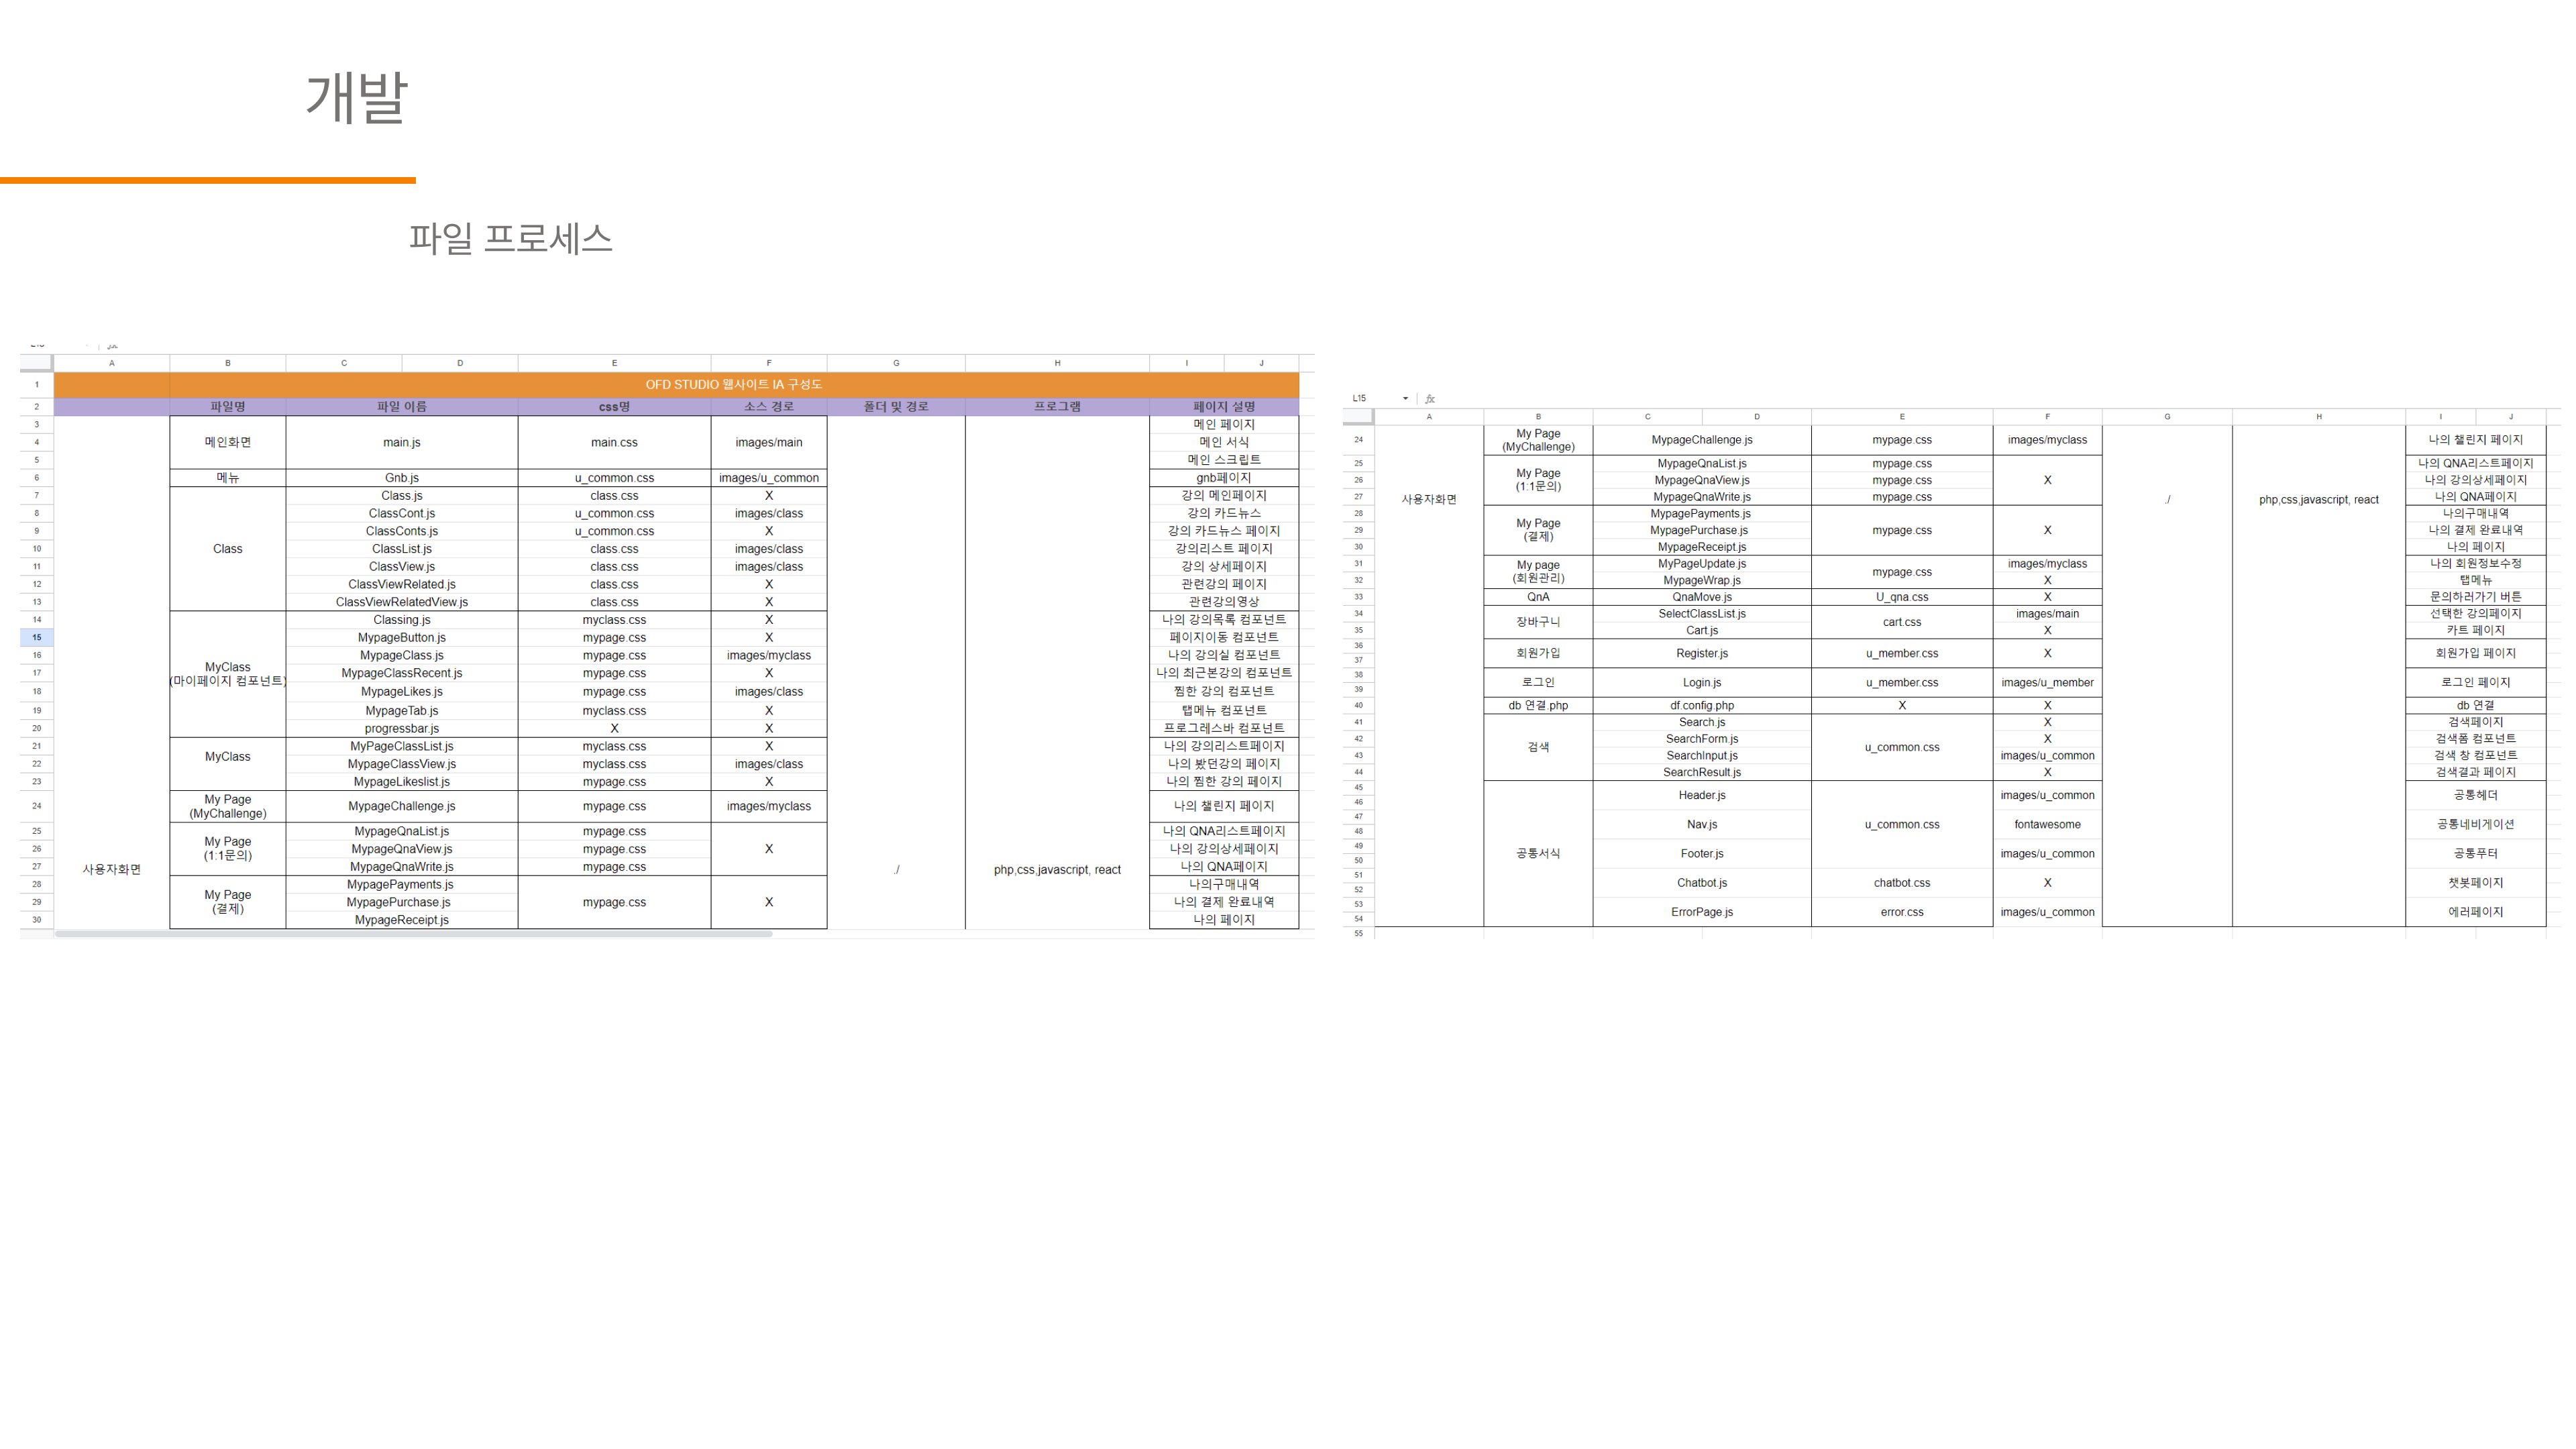 개발
파일 프로세스
A B C D E F G H I J
1 OFD STUDIO 웹사이트 IA 구성도
2 파일명 파일 이름 css명 소스 경로 폴더 및 경로 프로그램 페이지 설명
3 메인 페이지
4 메인화면 main.js main.css images/main 메인 서식
5 메인 스크립트
6 메뉴 Gnb.js u_common.css images/u_common gnb페이지
7 Class.js class.css X 강의 메인페이지
8 ClassCont.js u_common.css images/class 강의 카드뉴스
9 ClassConts.js u_common.css X 강의 카드뉴스 페이지
10 Class ClassList.js class.css images/class 강의리스트 페이지
11 ClassView.js class.css images/class 강의 상세페이지
12 ClassViewRelated.js class.css X 관련강의 페이지
13 ClassViewRelatedView.js class.css X 관련강의영상
14 Classing.js myclass.css X 나의 강의목록 컴포넌트
15 MypageButton.js mypage.css X 페이지이동 컴포넌트
16 MypageClass.js mypage.css images/myclass 나의 강의실 컴포넌트
MyClass
(마이페이지 컴포넌트)
17 MypageClassRecent.js mypage.css X 나의 최근본강의 컴포넌트
18 MypageLikes.js mypage.css images/class 찜한 강의 컴포넌트
19 MypageTab.js myclass.css X 탭메뉴 컴포넌트
20 progressbar.js X X 프로그레스바 컴포넌트
21 MyPageClassList.js myclass.css X 나의 강의리스트페이지
22 MyClass MypageClassView.js myclass.css images/class 나의 봤던강의 페이지
23 MypageLikeslist.js mypage.css X 나의 찜한 강의 페이지
My Page
(MyChallenge)
24 MypageChallenge.js mypage.css images/myclass 나의 챌린지 페이지
25 MypageQnaList.js mypage.css 나의 QNA리스트페이지
My Page
(1:1문의)
26 MypageQnaView.js mypage.css X 나의 강의상세페이지
27 사용자화면 MypageQnaWrite.js mypage.css ./ php,css,javascript, react 나의 QNA페이지
28 MypagePayments.js 나의구매내역
My Page
(결제)
29 MypagePurchase.js mypage.css X 나의 결제 완료내역
30 MypageReceipt.js 나의 페이지
L15 fx
A B C D E F G H I J
My Page
(MyChallenge)
24 MypageChallenge.js mypage.css images/myclass 나의 챌린지 페이지
25 MypageQnaList.js mypage.css 나의 QNA리스트페이지
My Page
(1:1문의)
26 MypageQnaView.js mypage.css X 나의 강의상세페이지
27 사용자화면 MypageQnaWrite.js mypage.css ./ php,css,javascript, react 나의 QNA페이지
28 MypagePayments.js 나의구매내역
My Page
(결제)
29 MypagePurchase.js mypage.css X 나의 결제 완료내역
30 MypageReceipt.js 나의 페이지
31 MyPageUpdate.js images/myclass 나의 회원정보수정
My page
(회원관리)
mypage.css
32 MypageWrap.js X 탭메뉴
33 QnA QnaMove.js U_qna.css X 문의하러가기 버튼
34 SelectClassList.js images/main 선택한 강의페이지
장바구니 cart.css
35 Cart.js X 카트 페이지
36
회원가입 Register.js u_member.css X 회원가입 페이지
37
38
로그인 Login.js u_member.css images/u_member 로그인 페이지
39
40 db 연결.php df.config.php X X db 연결
41 Search.js X 검색페이지
42 SearchForm.js X 검색폼 컴포넌트
검색 u_common.css
43 SearchInput.js images/u_common 검색 창 컴포넌트
44 SearchResult.js X 검색결과 페이지
45
Header.js images/u_common 공통헤더
46
47
Nav.js u_common.css fontawesome 공통네비게이션
48
49
공통서식 Footer.js images/u_common 공통푸터
50
51
Chatbot.js chatbot.css X 챗봇페이지
52
53
ErrorPage.js error.css images/u_common 에러페이지
54
55